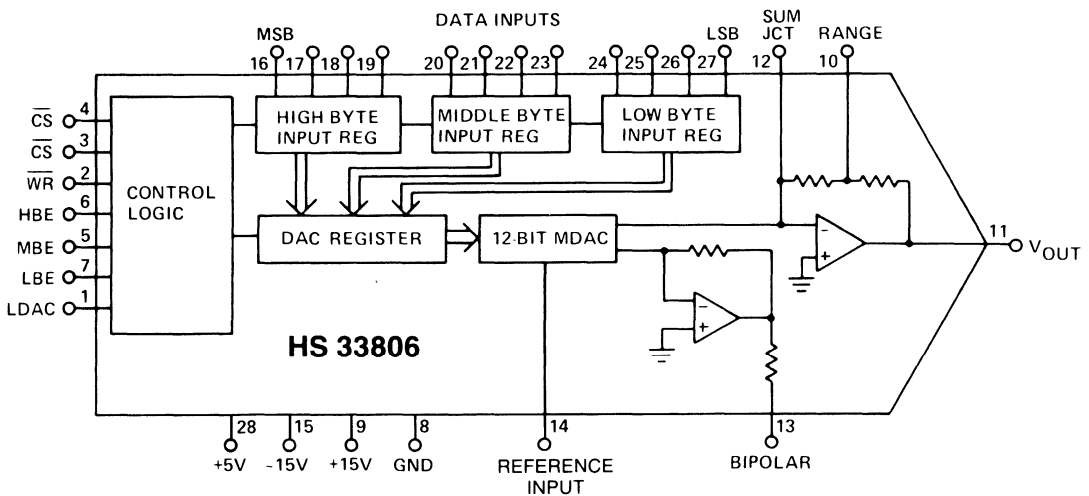 DATA INPUTS
MSB
LSB
SUM
JCT
RANGE
16 17 18 19 20 21 22 23 24 25 26 27 12 10
HIGH BYTE
INPUT REG
MIDDLE BYTE
INPUT REG
LOW BYTE
INPUT REG
C̅S̅ 4
C̅S̅ 3
W̅R̅ 2
HBE 6
MBE 5
LBE 7
LDAC 1
CONTROL
LOGIC
DAC REGISTER
12-BIT MDAC
-
+
-
+
11
VOUT
HS 33806
28 15 9 8 14 13
+5V -15V +15V GND
REFERENCE
INPUT
BIPOLAR